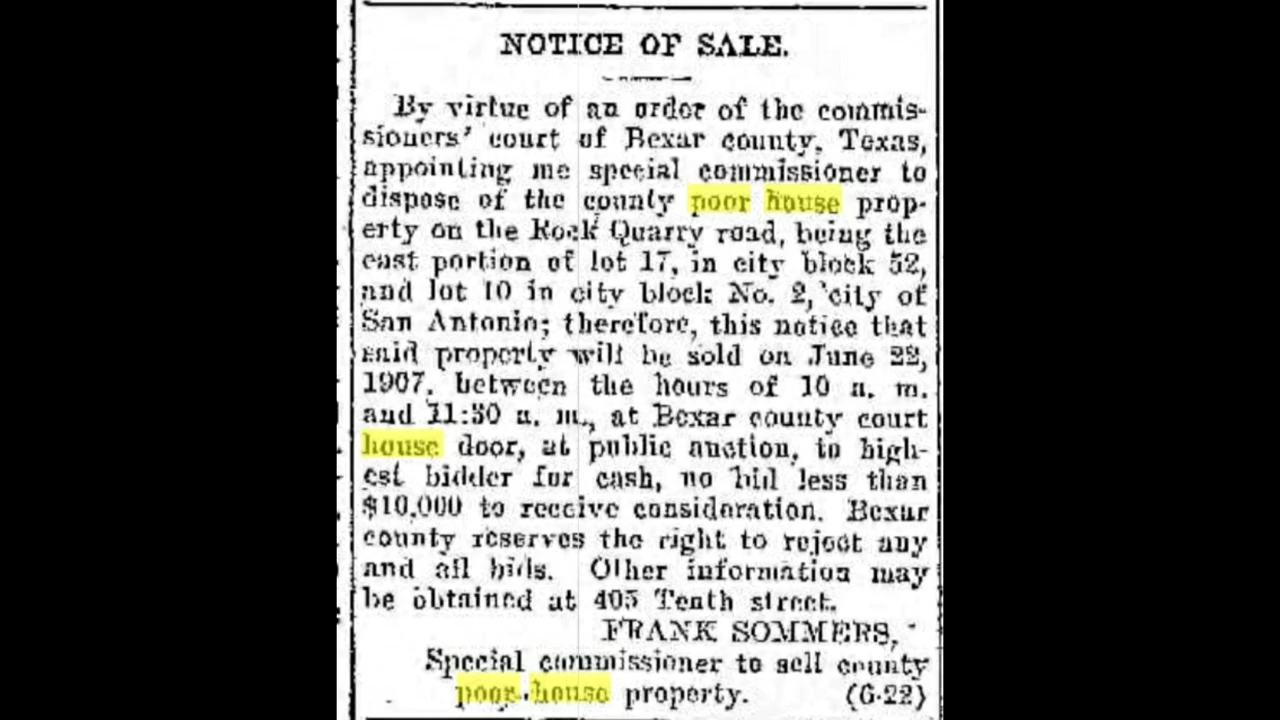 NOTICE OF SALE.
By virtue of an order of the commis-
sioners' court of Bexar county, Texas,
appointing me special commissioner to
dispose of the county poor house prop-
erty on the Rock Quarry road, being the
east portion of lot 17, in city block 52,
and lot 10 in city block No. 2, city of
San Antonio; therefore, this notice that
said property will be sold on June 22,
1907, between the hours of 10 a. m.
and 11:30 a. m., at Bexar county court
house door, at public auction, to high-
est bidder for cash, no bid less than
$10,000 to receive consideration. Bexar
county reserves the right to reject any
and all bids. Other information may
be obtained at 405 Tenth street.
FRANK SOMMERS,
Special commissioner to sell county
poor house property. (6-22)